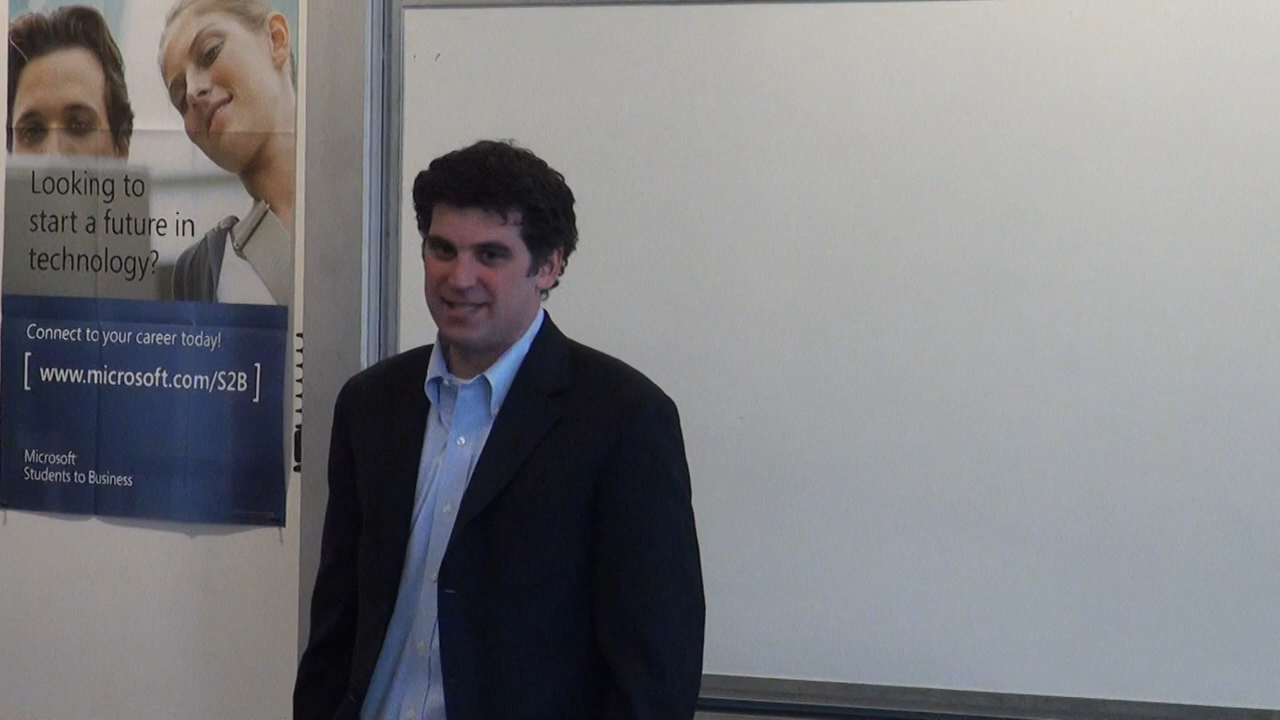 Looking to
start a future in
technology?
Connect to your career today!
[ www.microsoft.com/S2B ]
Microsoft
Students to Business